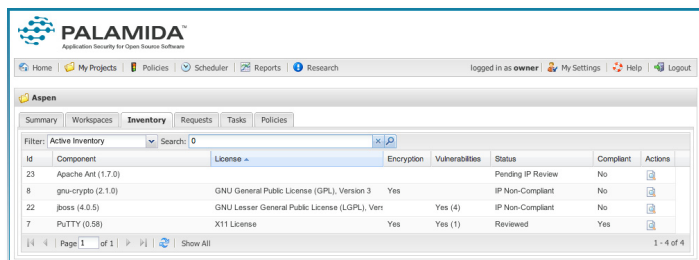 PALAMIDA™
Application Security for Open Source Software
Home My Projects Policies Scheduler Reports Research logged in as owner My Settings Help Logout
Aspen
Summary Workspaces Inventory Requests Tasks Policies
Filter: Active Inventory Search: 0
Id Component License Encryption Vulnerabilities Status Compliant Actions
23 Apache Ant (1.7.0) Pending IP Review No
8 gnu-crypto (2.1.0) GNU General Public License (GPL), Version 3 Yes IP Non-Compliant No
22 jboss (4.0.5) GNU Lesser General Public License (LGPL), Vers Yes (4) IP Non-Compliant No
7 PuTTY (0.58) X11 License Yes Yes (1) Reviewed Yes
Page 1 of 1 Show All 1 - 4 of 4